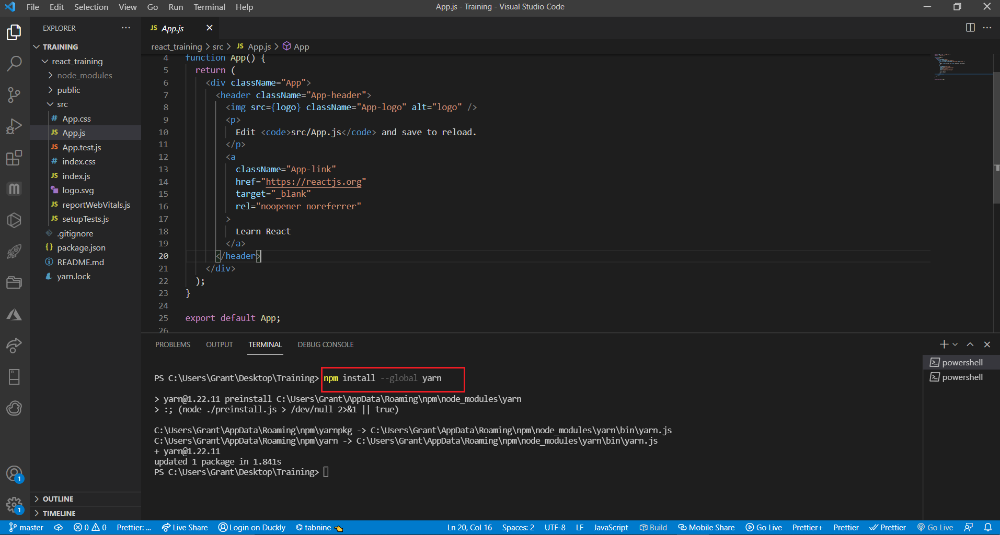 File Edit Selection View Go Run Terminal Help
App.js - Training - Visual Studio Code
EXPLORER
TRAINING
react_training
node_modules
public
src
# App.css
JS App.js
JS App.test.js
# index.css
JS index.js
logo.svg
JS reportWebVitals.js
JS setupTests.js
.gitignore
{} package.json
README.md
yarn.lock
OUTLINE
TIMELINE
JS App.js
react_training > src > JS App.js > App
4 function App() {
5 return (
6 <div className="App">
7 <header className="App-header">
8 <img src={logo} className="App-logo" alt="logo" />
9 <p>
10 Edit <code>src/App.js</code> and save to reload.
11 </p>
12 <a
13 className="App-link"
14 href="https://reactjs.org"
15 target="_blank"
16 rel="noopener noreferrer"
17 >
18 Learn React
19 </a>
20 </header>
21 </div>
22 );
23 }
24
25 export default App;
26
PROBLEMS OUTPUT TERMINAL DEBUG CONSOLE
PS C:\Users\Grant\Desktop\Training> npm install --global yarn
> yarn@1.22.11 preinstall C:\Users\Grant\AppData\Roaming\npm\node_modules\yarn
> :; (node ./preinstall.js > /dev/null 2>&1 || true)
C:\Users\Grant\AppData\Roaming\npm\yarnpkg -> C:\Users\Grant\AppData\Roaming\npm\node_modules\yarn\bin\yarn.js
C:\Users\Grant\AppData\Roaming\npm\yarn -> C:\Users\Grant\AppData\Roaming\npm\node_modules\yarn\bin\yarn.js
+ yarn@1.22.11
updated 1 package in 1.841s
PS C:\Users\Grant\Desktop\Training>
powershell
powershell
1
1
master 0 0 Prettier: ... Live Share Login on Duckly tabnine Ln 20, Col 16 Spaces: 2 UTF-8 LF JavaScript Build Mobile Share Go Live Prettier+ Prettier Prettier Go Live